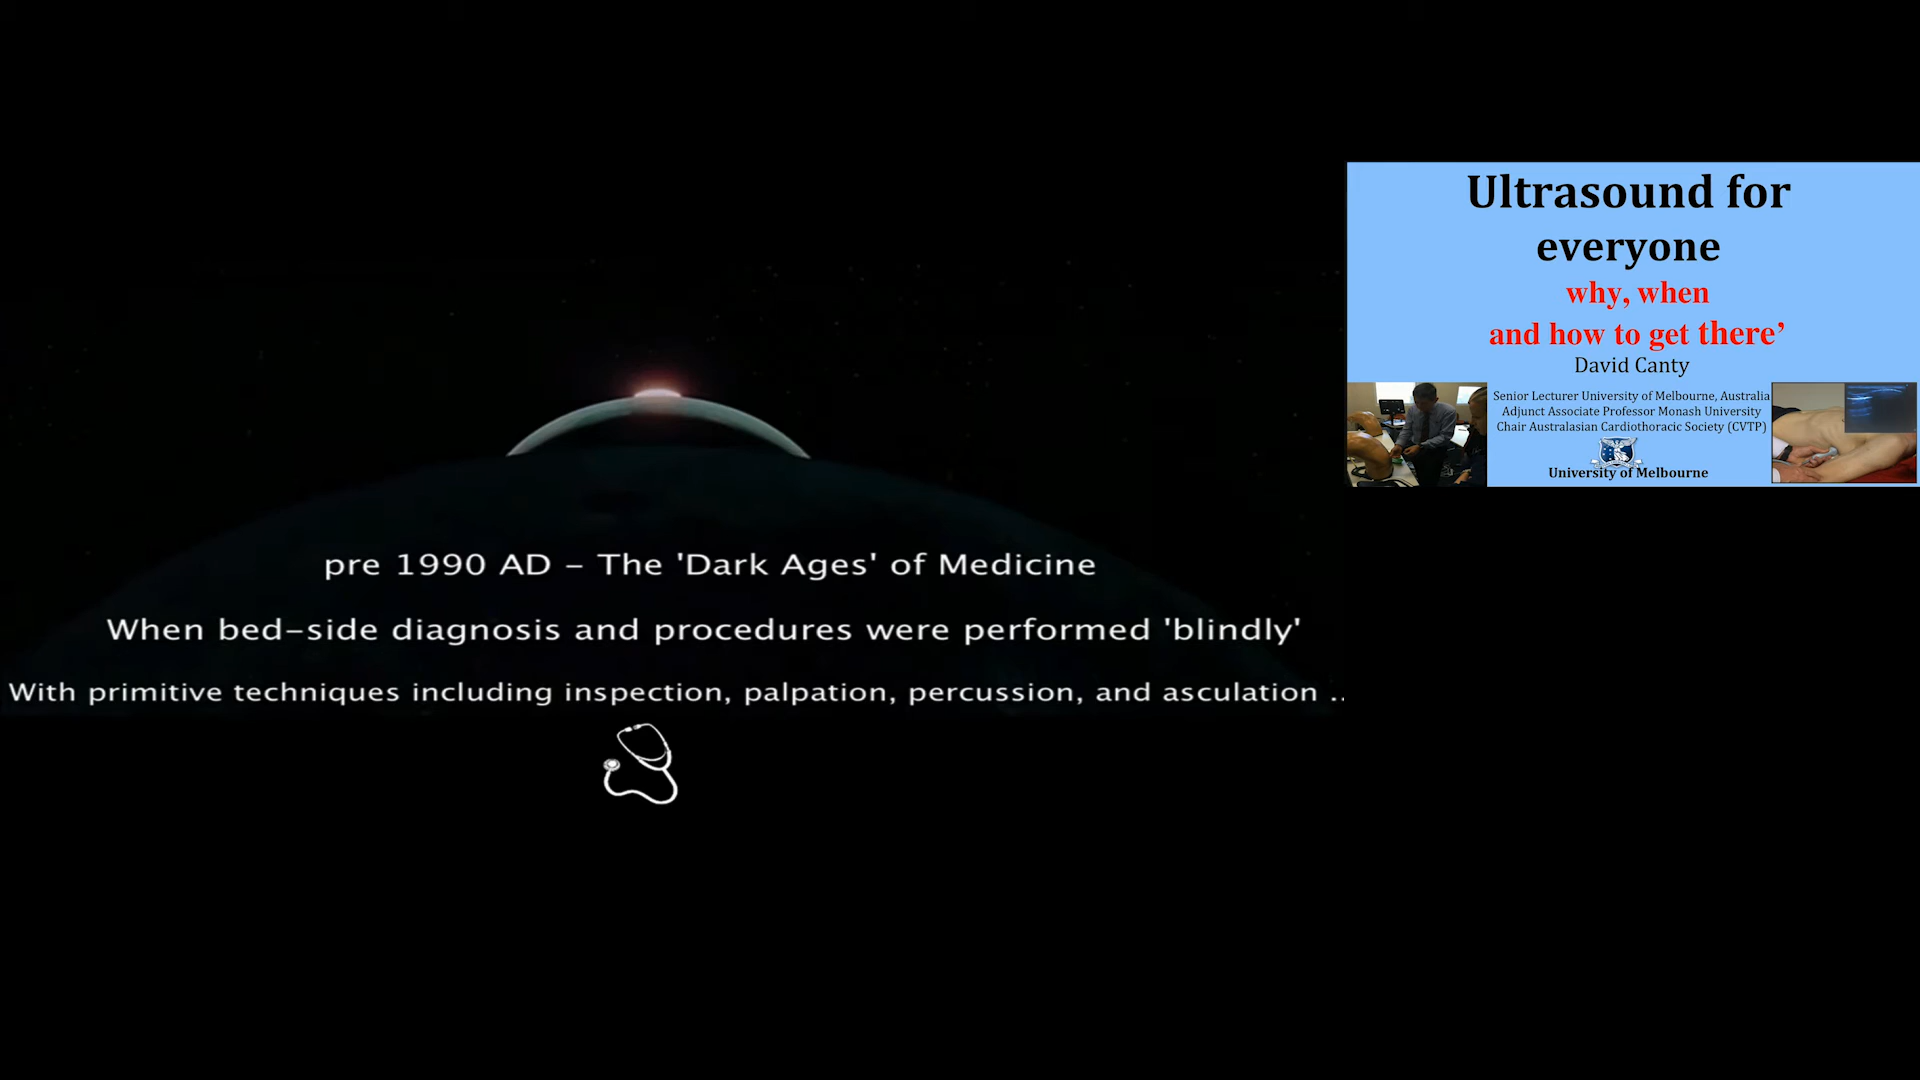 pre 1990 AD – The 'Dark Ages' of Medicine
When bed–side diagnosis and procedures were performed 'blindly'
With primitive techniques including inspection, palpation, percussion, and asculation ..
Ultrasound for
everyone
why, when
and how to get there’
David Canty
Senior Lecturer University of Melbourne, Australia
Adjunct Associate Professor Monash University
Chair Australasian Cardiothoracic Society (CVTP)
University of Melbourne